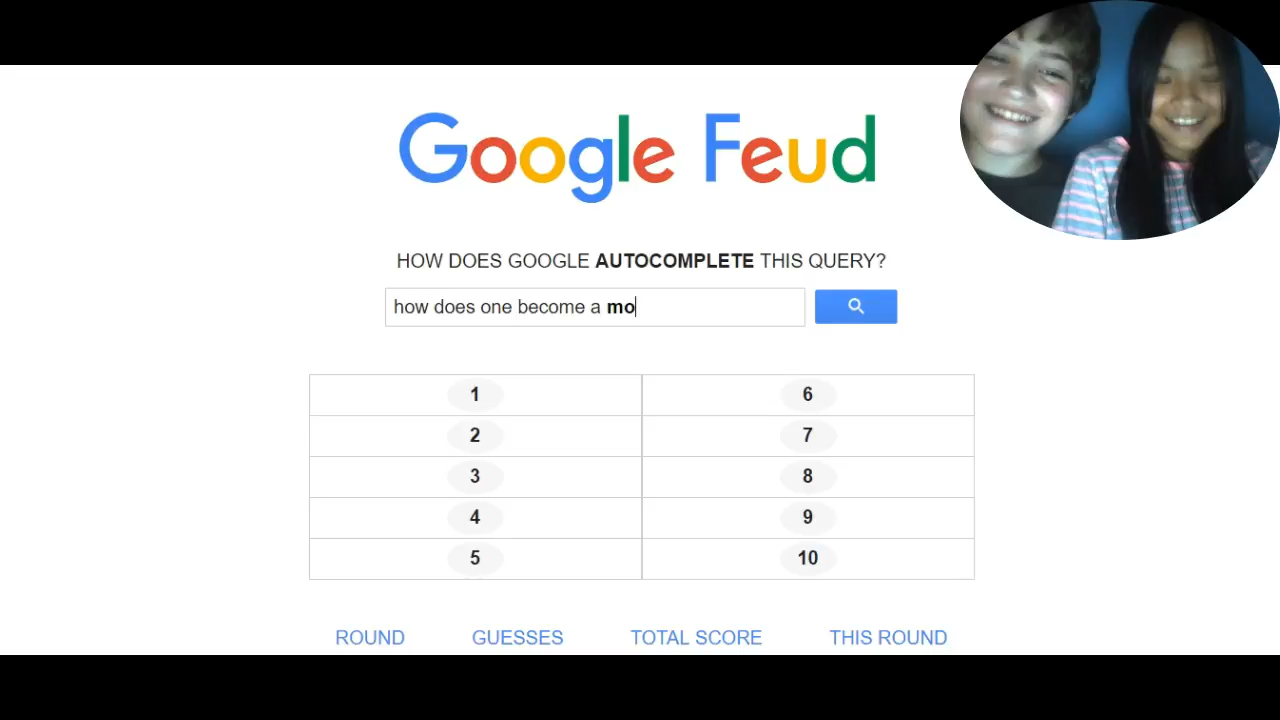 Google Feud
HOW DOES GOOGLE AUTOCOMPLETE THIS QUERY?
how does one become a mo
1 6
2 7
3 8
4 9
5 10
ROUND GUESSES TOTAL SCORE THIS ROUND